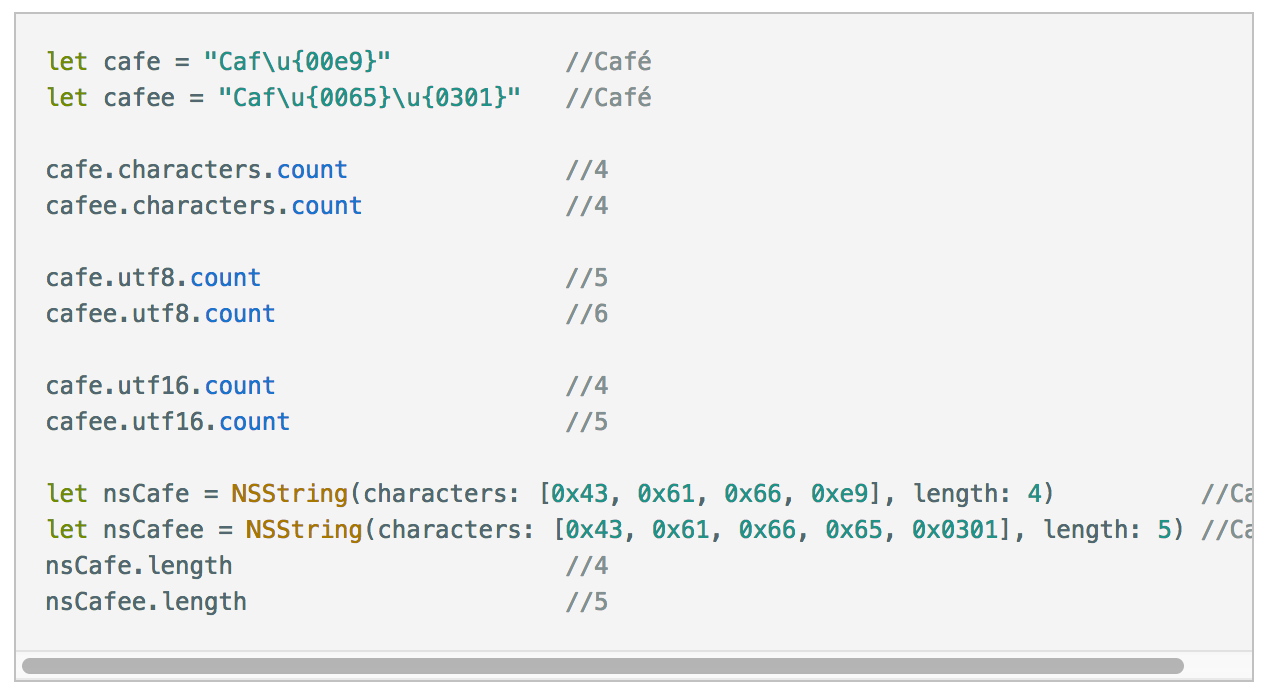 let cafe = "Caf\u{00e9}" //Café
let cafee = "Caf\u{0065}\u{0301}" //Café
cafe.characters.count //4
cafee.characters.count //4
cafe.utf8.count //5
cafee.utf8.count //6
cafe.utf16.count //4
cafee.utf16.count //5
let nsCafe = NSString(characters: [0x43, 0x61, 0x66, 0xe9], length: 4) //Ca
let nsCafee = NSString(characters: [0x43, 0x61, 0x66, 0x65, 0x0301], length: 5) //Ca
nsCafe.length //4
nsCafee.length //5